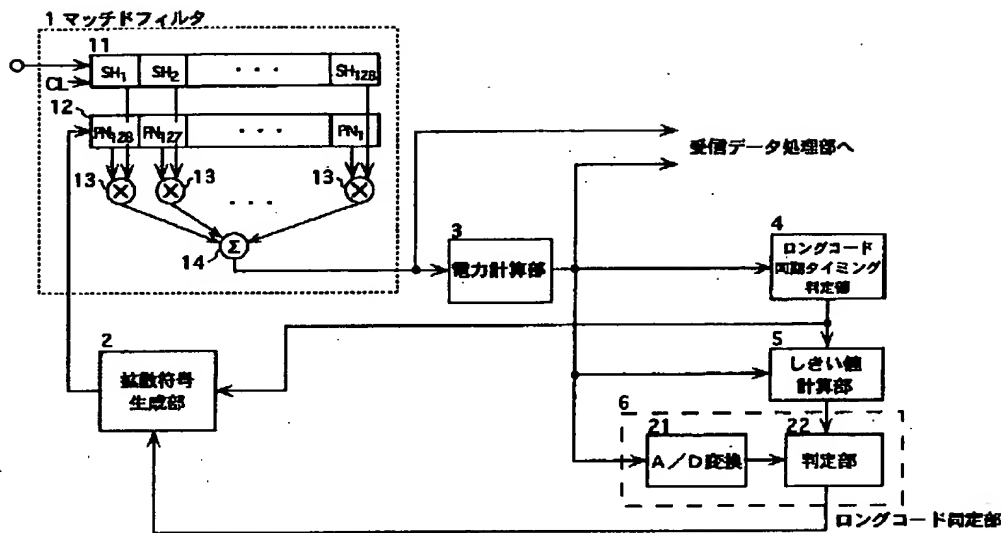 1 マッチドフィルタ
11
SH1
SH2
・・・
SH128
CL
12
PN128
PN127
・・・
PN1
13
13
13
・・・
Σ
14
受信データ処理部へ
3
電力計算部
4
ロングコード
同期タイミング
判定部
2
拡散符号
生成部
5
しきい値
計算部
6
21
A/D変換
22
判定部
ロングコード同定部